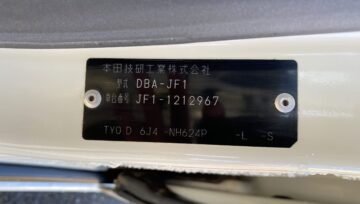 本田技研工業株式会社
型式 DBA-JF1
車台番号 JF1-1212967
TYO D 6J4 -NH624P -L -S